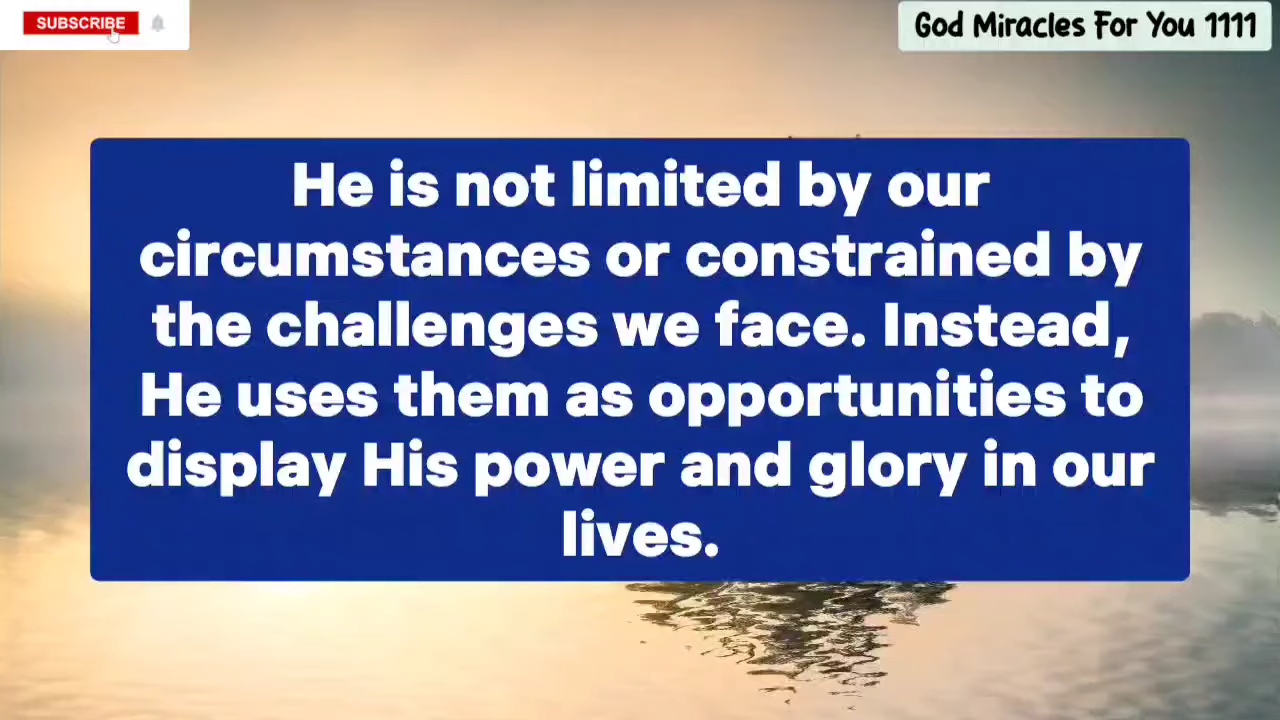 SUBSCRIBE
God Miracles For You 1111
He is not limited by our
circumstances or constrained by
the challenges we face. Instead,
He uses them as opportunities to
display His power and glory in our
lives.